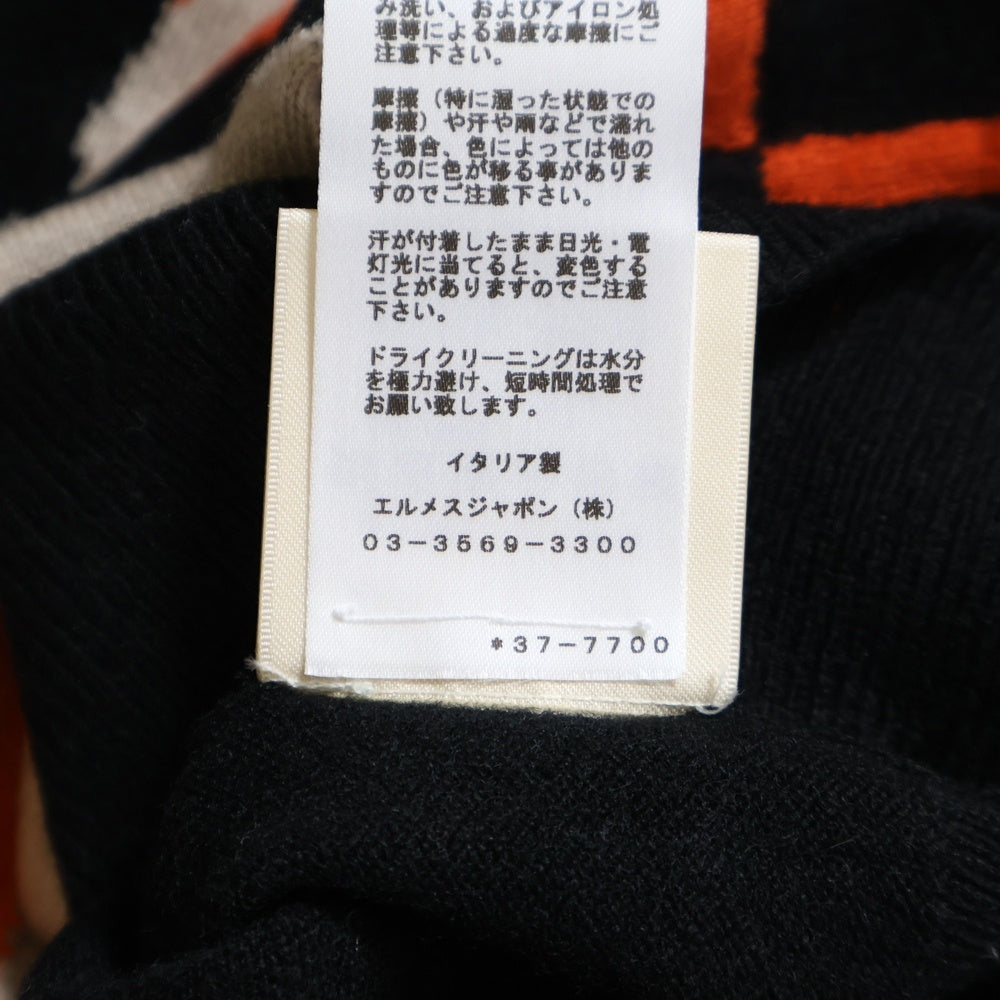 み洗い、およびアイロン処
理等による過度な摩擦にご
注意下さい。
摩擦（特に湿った状態での
摩擦）や汗や雨などで濡れ
た場合、色によっては他の
ものに色が移る事がありま
すのでご注意下さい。
汗が付着したまま日光・電
灯光に当てると、変色する
ことがありますのでご注意
下さい。
ドライクリーニングは水分
を極力避け、短時間処理で
お願い致します。
イタリア製
エルメスジャポン（株）
03-3569-3300
*37-7700